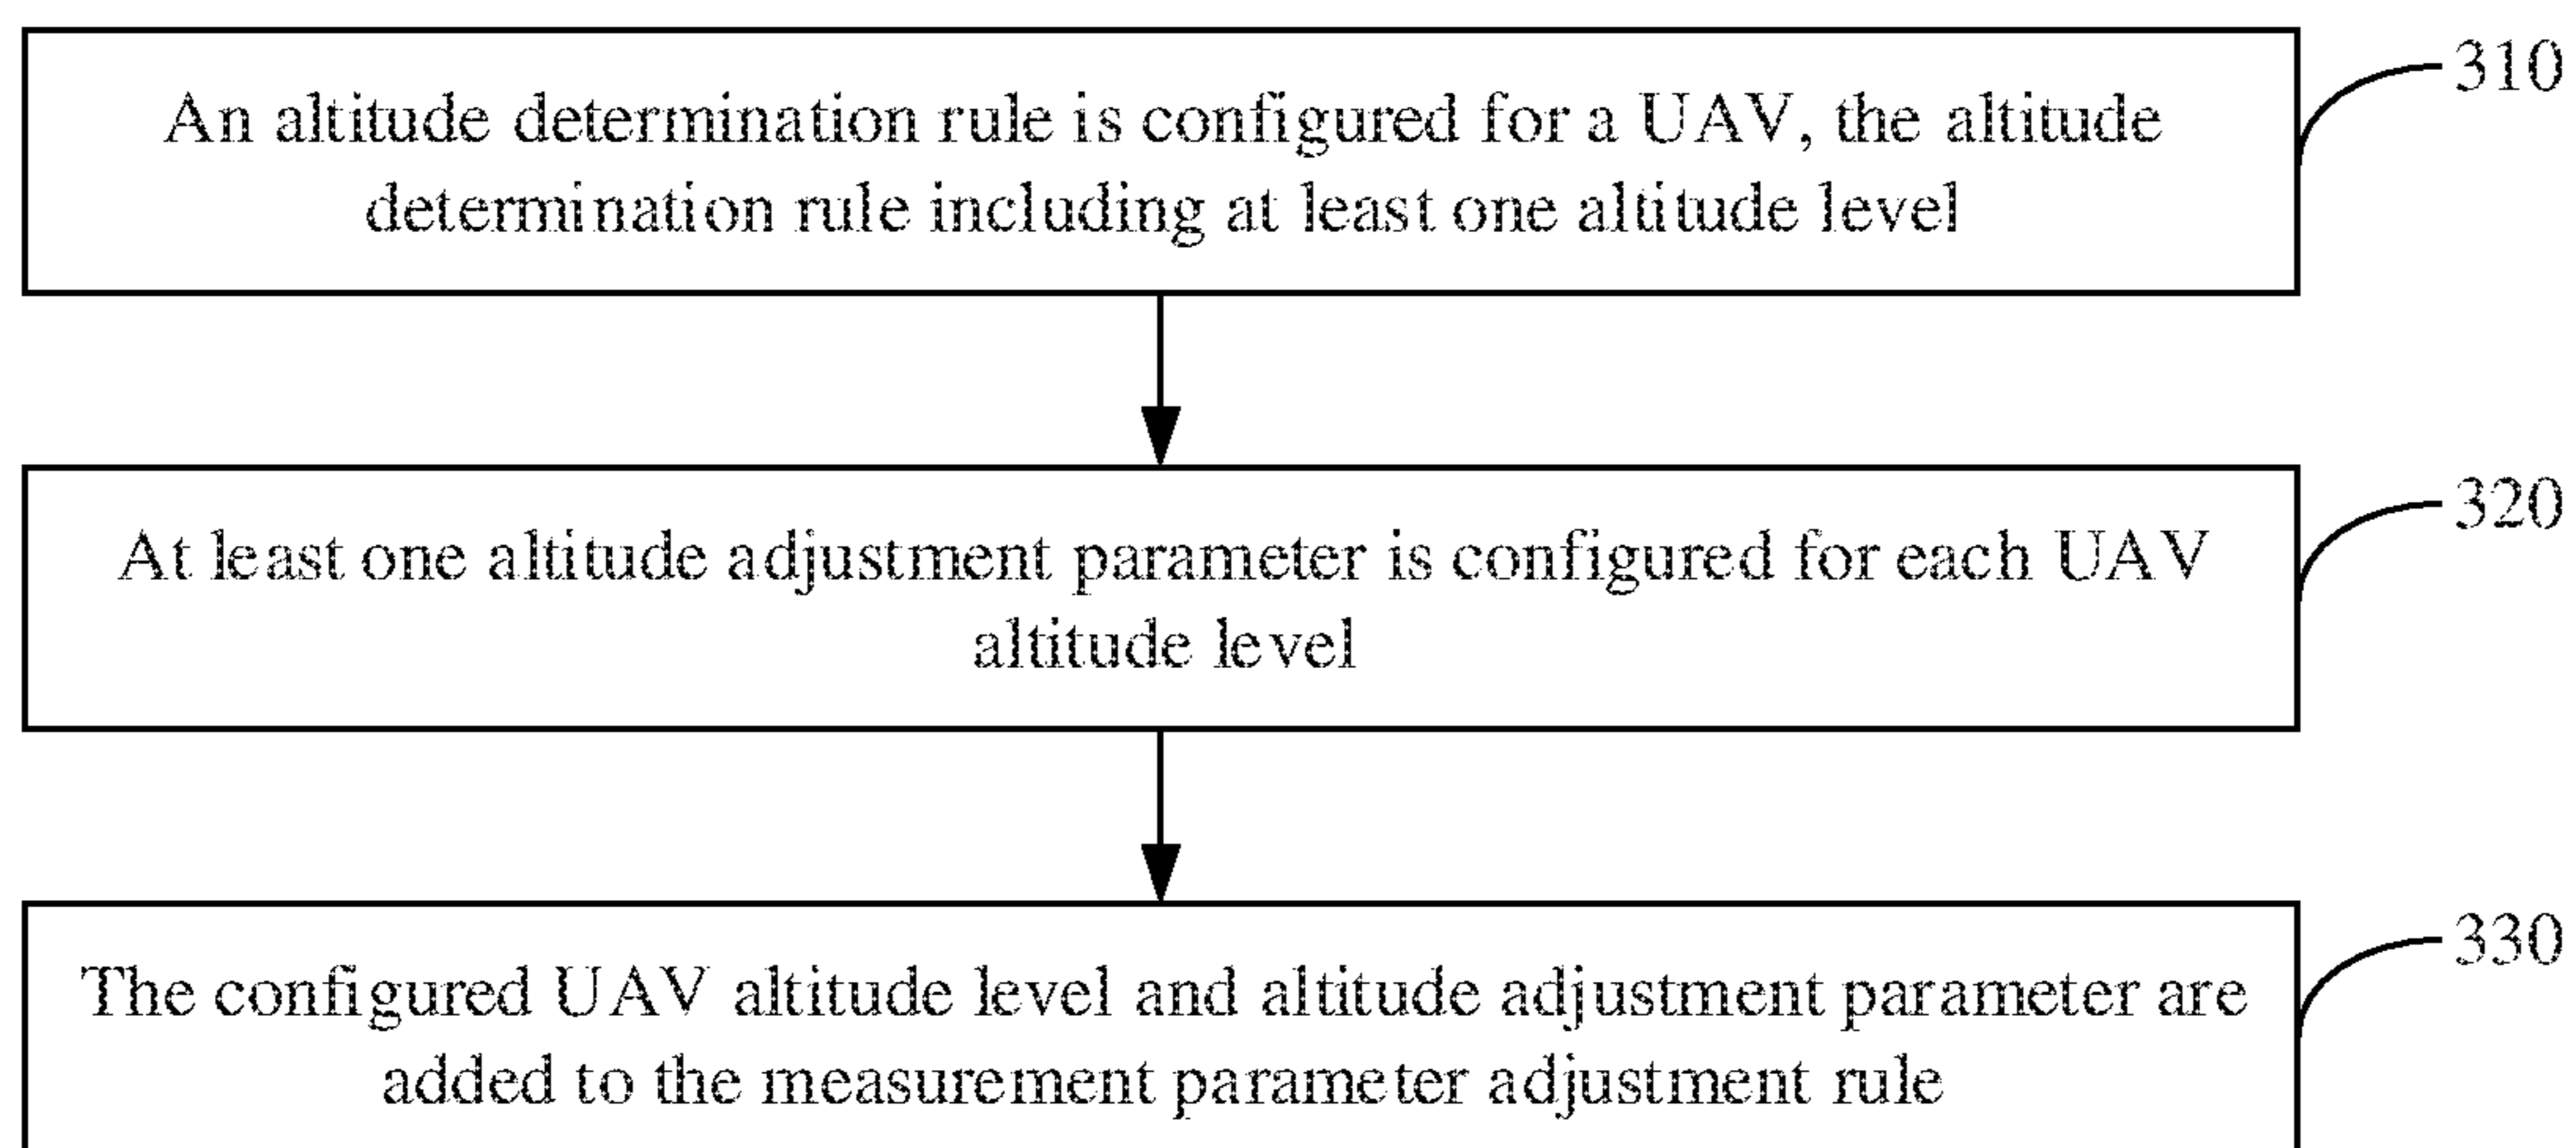 An altitude determination rule is configured for a UAV, the altitude
determination rule including at least one altitude level
310
At least one altitude adjustment parameter is configured for each UAV
altitude level
320
The configured UAV altitude level and altitude adjustment parameter are
added to the measurement parameter adjustment rule
330